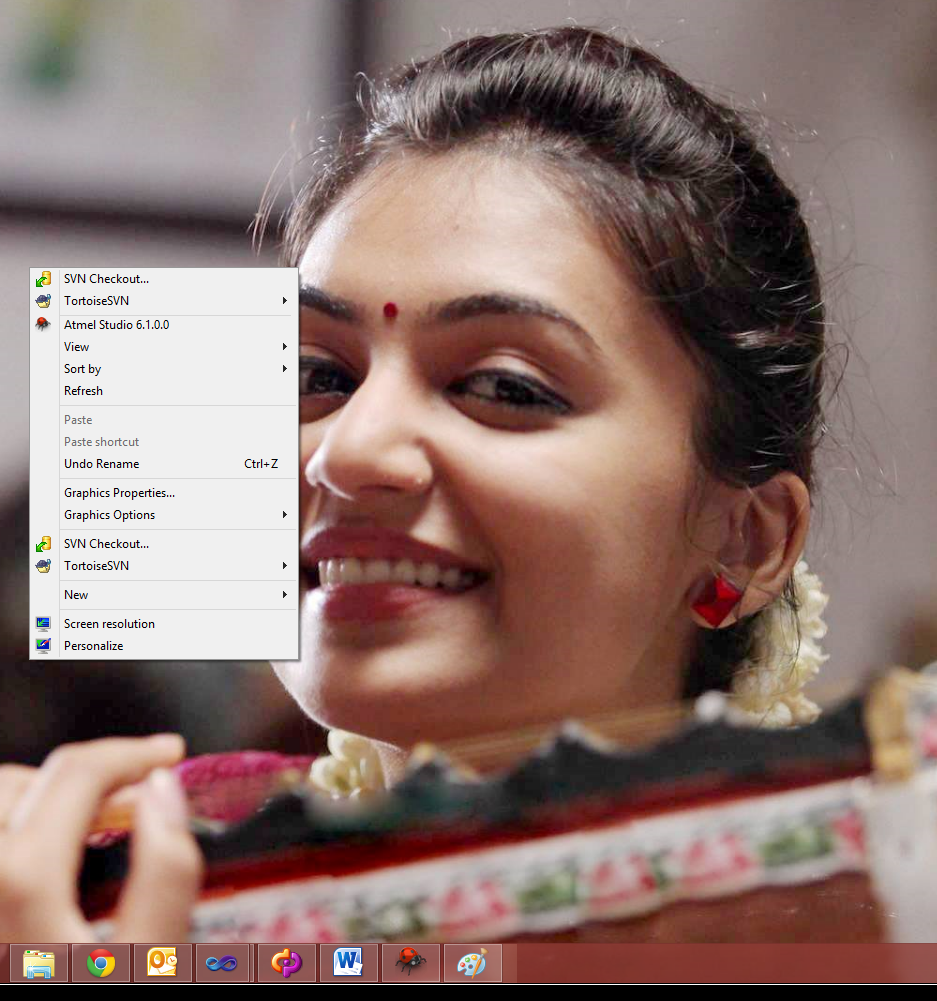 SVN Checkout...
TortoiseSVN
Atmel Studio 6.1.0.0
View
Sort by
Refresh
Paste
Paste shortcut
Undo Rename Ctrl+Z
Graphics Properties...
Graphics Options
SVN Checkout...
TortoiseSVN
New
Screen resolution
Personalize